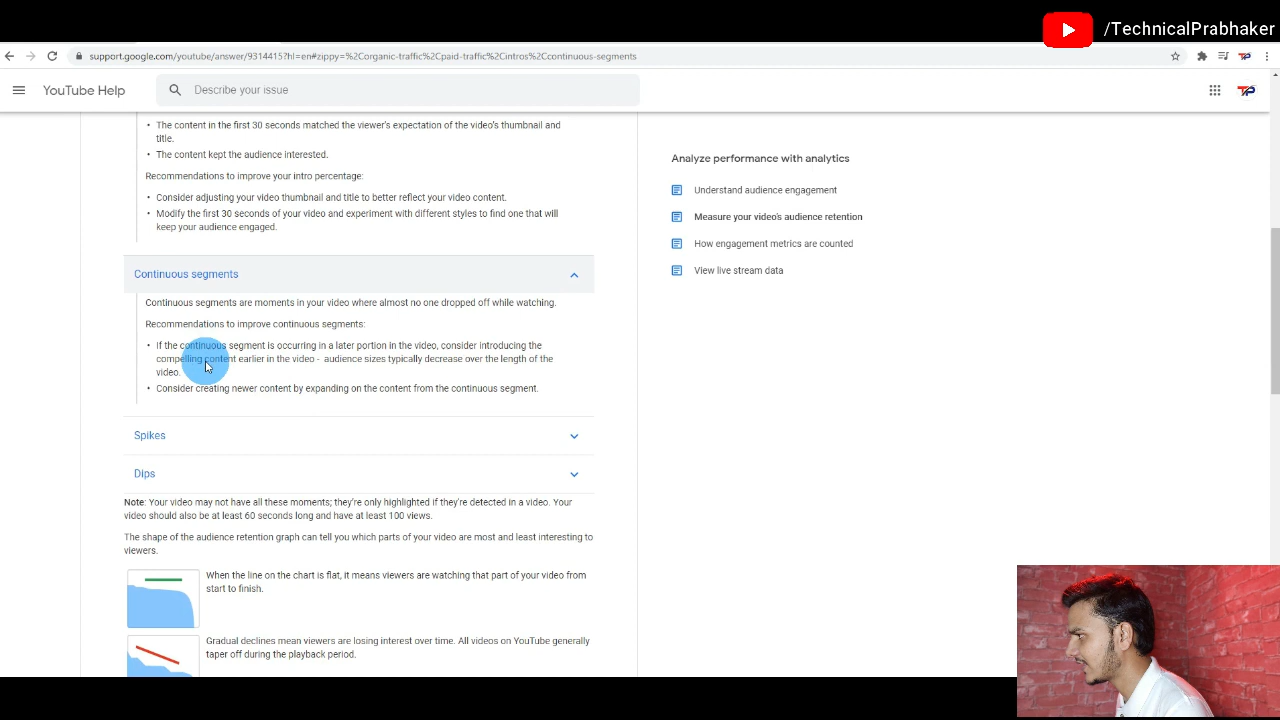 /TechnicalPrabhaker
support.google.com/youtube/answer/9314415?hl=en#zippy=%2Corganic-traffic%2Cpaid-traffic%2Cintros%2Ccontinuous-segments
YouTube Help
Describe your issue
TP
• The content in the first 30 seconds matched the viewer's expectation of the video's thumbnail and
title.
• The content kept the audience interested.
Recommendations to improve your intro percentage:
• Consider adjusting your video thumbnail and title to better reflect your video content.
• Modify the first 30 seconds of your video and experiment with different styles to find one that will
keep your audience engaged.
Continuous segments
Continuous segments are moments in your video where almost no one dropped off while watching.
Recommendations to improve continuous segments:
• If the continuous segment is occurring in a later portion in the video, consider introducing the
compelling content earlier in the video - audience sizes typically decrease over the length of the
video.
• Consider creating newer content by expanding on the content from the continuous segment.
Spikes
Dips
Note: Your video may not have all these moments; they're only highlighted if they're detected in a video. Your
video should also be at least 60 seconds long and have at least 100 views.
The shape of the audience retention graph can tell you which parts of your video are most and least interesting to
viewers.
When the line on the chart is flat, it means viewers are watching that part of your video from
start to finish.
Gradual declines mean viewers are losing interest over time. All videos on YouTube generally
taper off during the playback period.
Analyze performance with analytics
Understand audience engagement
Measure your video's audience retention
How engagement metrics are counted
View live stream data